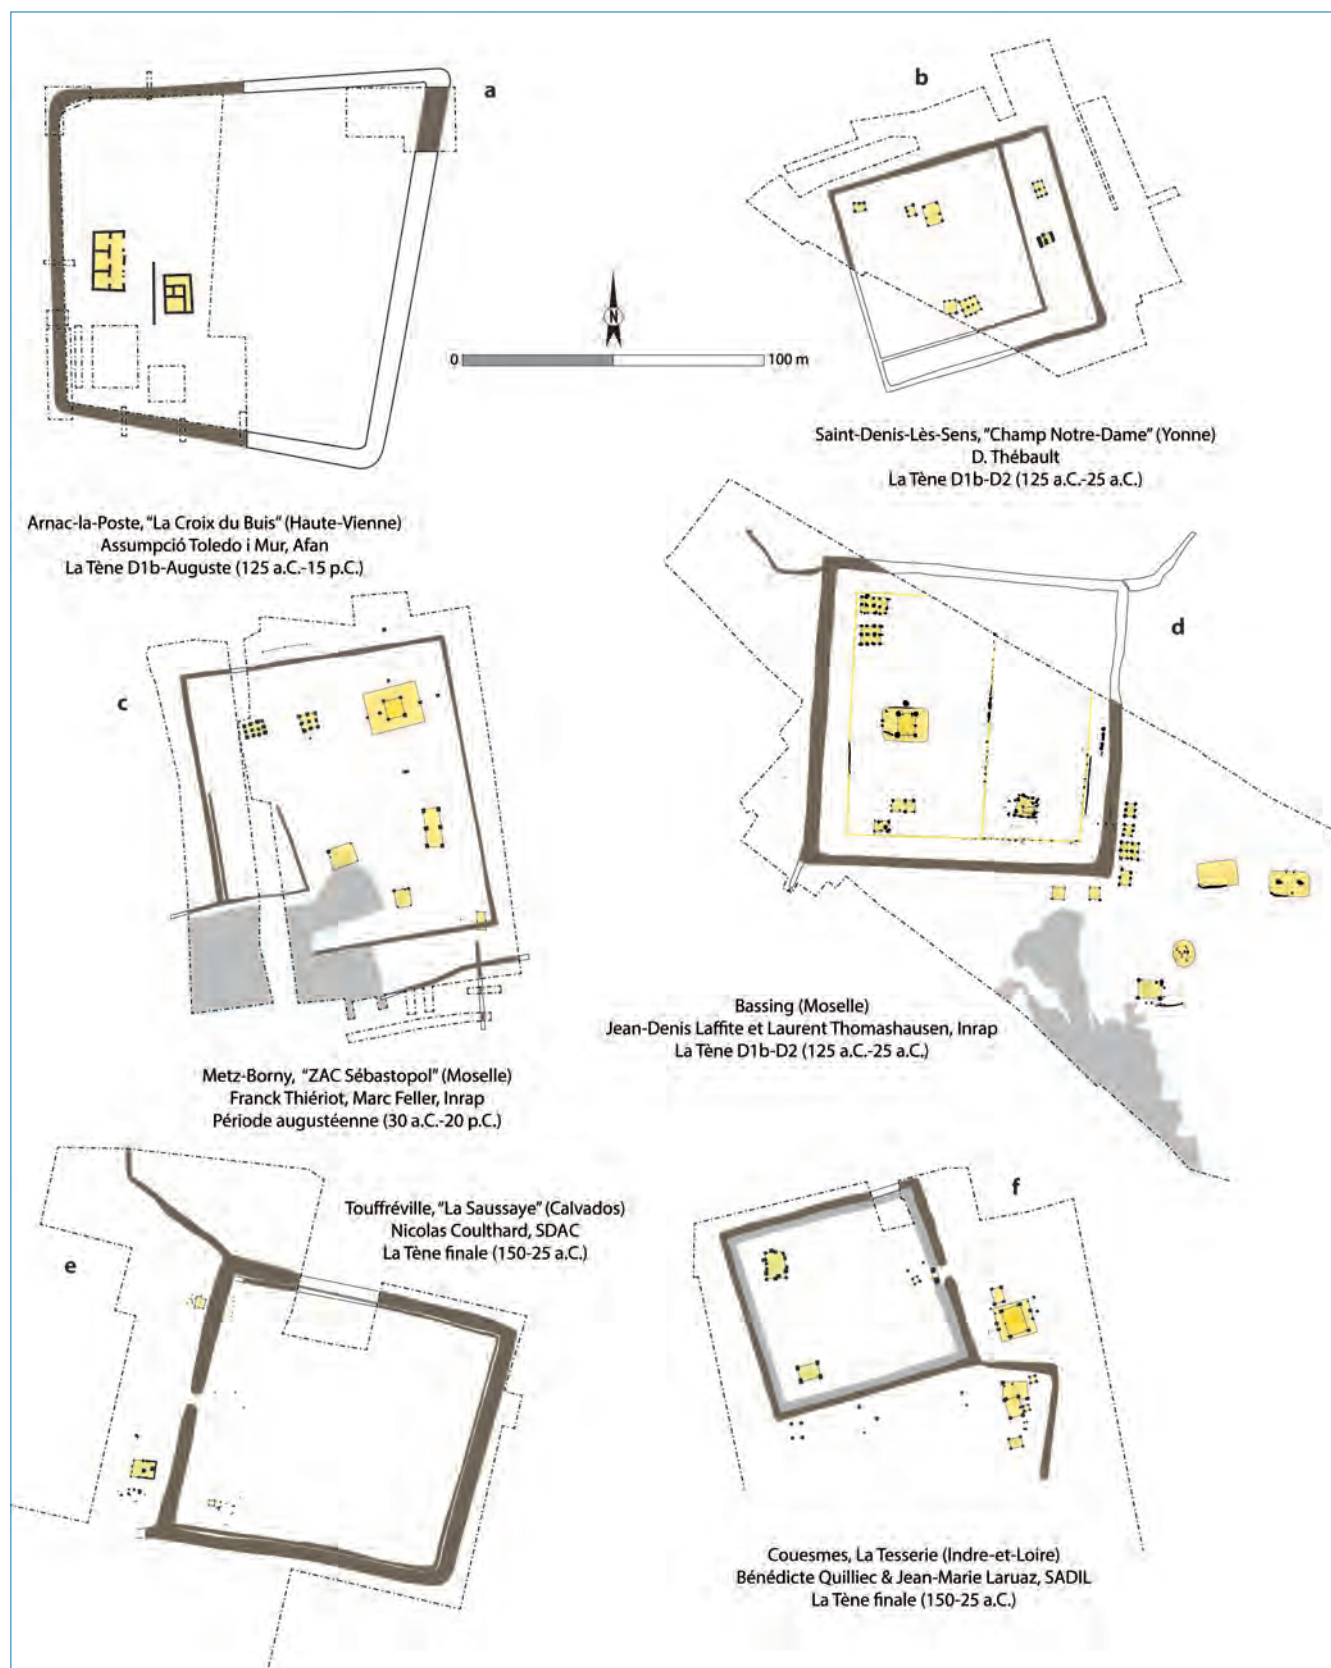 a
b
N
0 100 m
Saint-Denis-Lès-Sens, "Champ Notre-Dame" (Yonne)
D. Thébault
La Tène D1b-D2 (125 a.C.-25 a.C.)
Arnac-la-Poste, "La Croix du Buis" (Haute-Vienne)
Assumpció Toledo i Mur, Afan
La Tène D1b-Auguste (125 a.C.-15 p.C.)
c
d
Bassing (Moselle)
Jean-Denis Laffite et Laurent Thomashausen, Inrap
La Tène D1b-D2 (125 a.C.-25 a.C.)
Metz-Borny, "ZAC Sébastopol" (Moselle)
Franck Thiériot, Marc Feller, Inrap
Période augustéenne (30 a.C.-20 p.C.)
Touffréville, "La Saussaye" (Calvados)
Nicolas Coulthard, SDAC
La Tène finale (150-25 a.C.)
e
f
Couesmes, La Tesserie (Indre-et-Loire)
Bénédicte Quilliec & Jean-Marie Laruaz, SADIL
La Tène finale (150-25 a.C.)